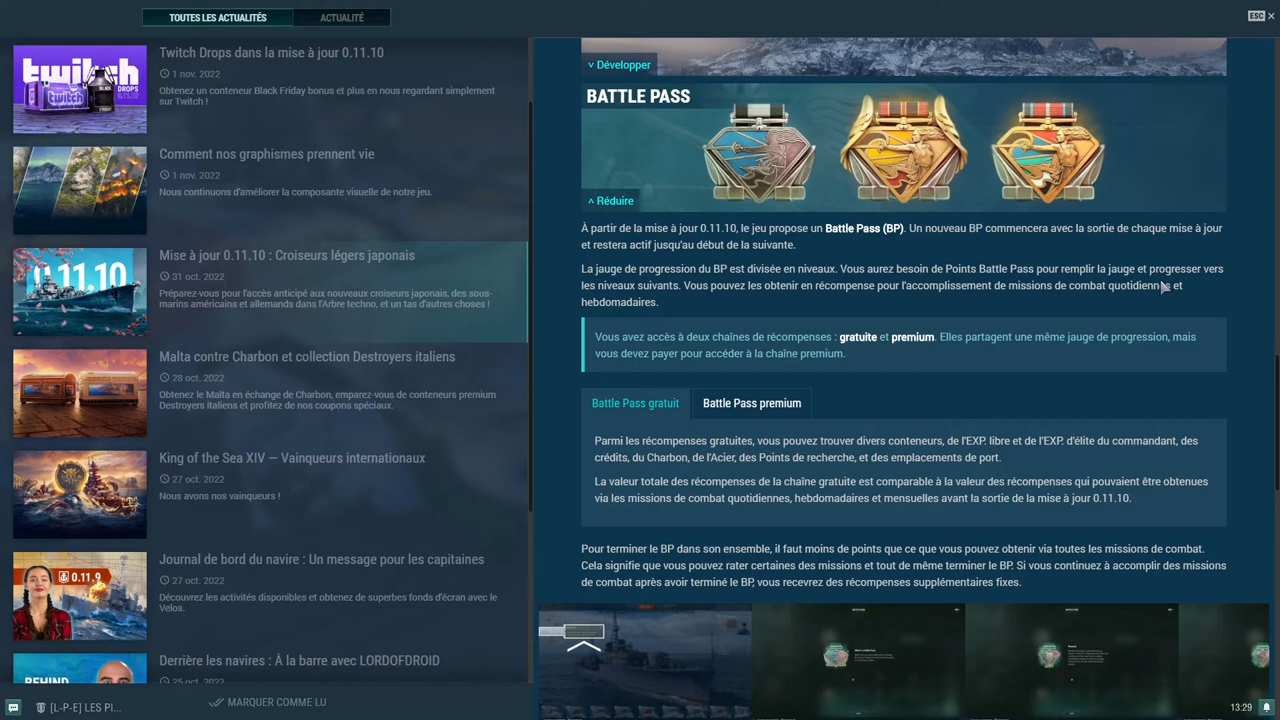 TOUTES LES ACTUALITÉS
ACTUALITÉ
ESC
twitch
DROPS
twitch
Twitch Drops dans la mise à jour 0.11.10
1 nov. 2022
Obtenez un conteneur Black Friday bonus et plus en nous regardant simplement
sur Twitch !
Comment nos graphismes prennent vie
1 nov. 2022
Nous continuons d'améliorer la composante visuelle de notre jeu.
0.11.10
Mise à jour 0.11.10 : Croiseurs légers japonais
31 oct. 2022
Préparez-vous pour l'accès anticipé aux nouveaux croiseurs japonais, des sous-
marins américains et allemands dans l'Arbre techno, et un tas d'autres choses !
Malta contre Charbon et collection Destroyers italiens
28 oct. 2022
Obtenez le Malta en échange de Charbon, emparez-vous de conteneurs premium
Destroyers italiens et profitez de nos coupons spéciaux.
King of the Sea XIV — Vainqueurs internationaux
27 oct. 2022
Nous avons nos vainqueurs !
0.11.9
Journal de bord du navire : Un message pour les capitaines
27 oct. 2022
Découvrez les activités disponibles et obtenez de superbes fonds d'écran avec le
Velos.
BEHIND
Derrière les navires : À la barre avec LORDOFDROID
25 oct. 2022
[L-P-E] LES PI...
MARQUER COMME LU
Développer
BATTLE PASS
Réduire
À partir de la mise à jour 0.11.10, le jeu propose un Battle Pass (BP). Un nouveau BP commencera avec la sortie de chaque mise à jour
et restera actif jusqu'au début de la suivante.
La jauge de progression du BP est divisée en niveaux. Vous aurez besoin de Points Battle Pass pour remplir la jauge et progresser vers
les niveaux suivants. Vous pouvez les obtenir en récompense pour l'accomplissement de missions de combat quotidiennes et
hebdomadaires.
Vous avez accès à deux chaînes de récompenses : gratuite et premium. Elles partagent une même jauge de progression, mais
vous devez payer pour accéder à la chaîne premium.
Battle Pass gratuit
Battle Pass premium
Parmi les récompenses gratuites, vous pouvez trouver divers conteneurs, de l'EXP. libre et de l'EXP. d'élite du commandant, des
crédits, du Charbon, de l'Acier, des Points de recherche, et des emplacements de port.
La valeur totale des récompenses de la chaîne gratuite est comparable à la valeur des récompenses qui pouvaient être obtenues
via les missions de combat quotidiennes, hebdomadaires et mensuelles avant la sortie de la mise à jour 0.11.10.
Pour terminer le BP dans son ensemble, il faut moins de points que ce que vous pouvez obtenir via toutes les missions de combat.
Cela signifie que vous pouvez rater certaines des missions et tout de même terminer le BP. Si vous continuez à accomplir des missions
de combat après avoir terminé le BP, vous recevrez des récompenses supplémentaires fixes.
13:29